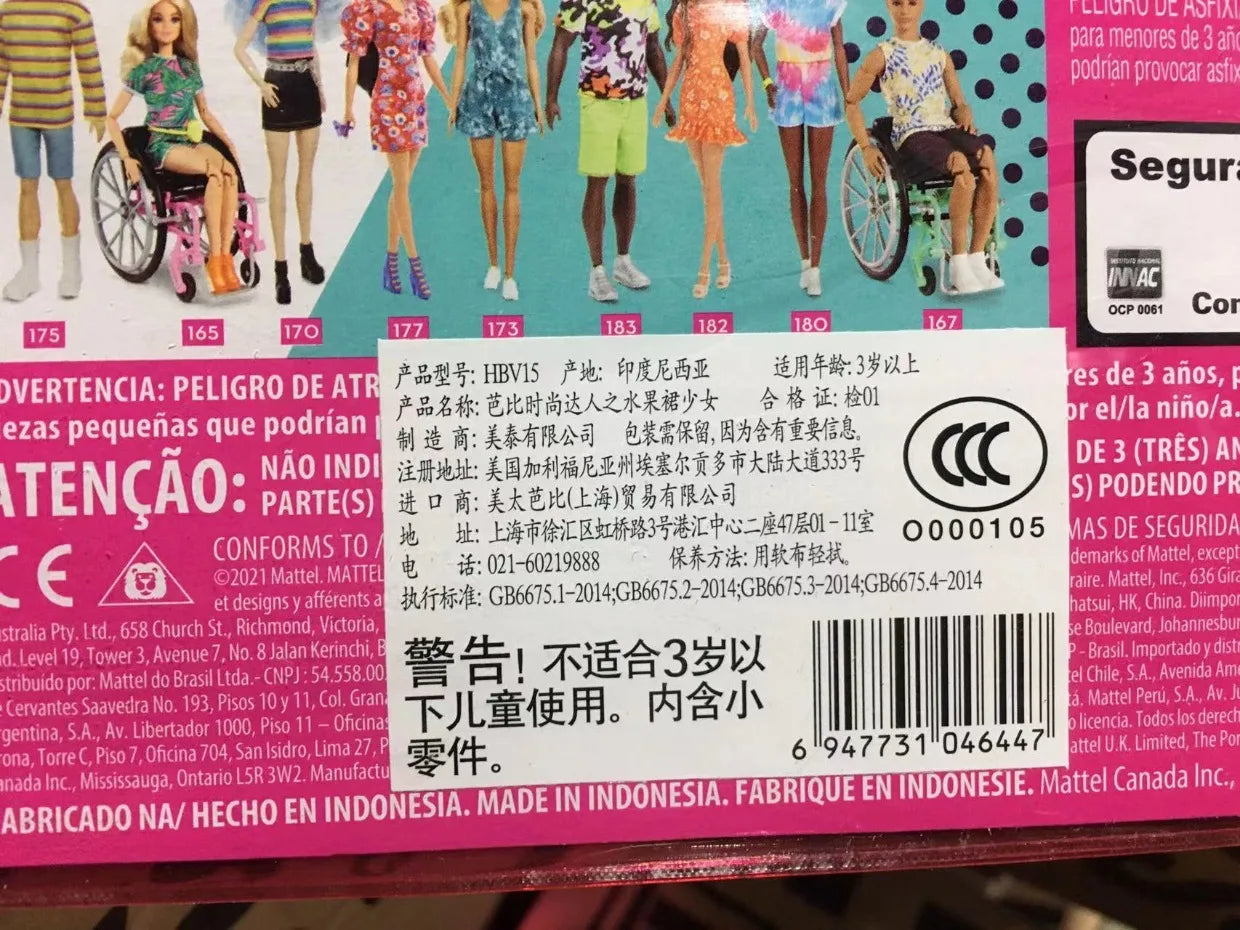 PELIGRO DE ASFIXI
para menores de 3 año
podrían provocar asfix
Segura
INSTITUTO NACIONAL
INNAC
OCP 0061
Con
175
165
170
177
173
183
182
180
167
DVERTENCIA: PELIGRO DE ATR
ezas pequeñas que podrían
ATENÇÃO:
NÃO INDI
PARTE(S)
CE
CONFORMS TO
©2021 Mattel. MATTEL
et designs y afférents a
ustralia Pty. Ltd., 658 Church St., Richmond, Victoria,
d. Level 19, Tower 3, Avenue 7, No. 8 Jalan Kerinchi, B
stribuido por: Mattel do Brasil Ltda.- CNPJ : 54.558.00
e Cervantes Saavedra No. 193, Pisos 10 y 11, Col. Gran
rgentina, S.A., Av. Libertador 1000, Piso 11 – Oficinas
rona, Torre C, Piso 7, Oficina 704, San Isidro, Lima 27, P
anada Inc., Mississauga, Ontario L5R 3W2. Manufactu
产品型号: HBV15 产地: 印度尼西亚 适用年龄: 3岁以上
产品名称: 芭比时尚达人之水果裙少女 合格证: 检01
制造商: 美泰有限公司 包装需保留,因为含有重要信息。
注册地址: 美国加利福尼亚州埃塞尔贡多市大陆大道333号
进口商: 美太芭比(上海)贸易有限公司
地址: 上海市徐汇区虹桥路3号港汇中心二座47层01-11室
电话: 021-60219888 保养方法: 用软布轻拭。
执行标准: GB6675.1-2014;GB6675.2-2014;GB6675.3-2014;GB6675.4-2014
CCC
O000105
警告! 不适合3岁以
下儿童使用。内含小
零件。
6 947731 046447
res de 3 años, p
or el/la niño/a.
DE 3 (TRÊS) AN
S) PODENDO PR
MAS DE SEGURIDA
demarks of Mattel, except
raire. Mattel, Inc., 636 Gira
hatsui, HK, China. Diimpor
se Boulevard, Johannesbur
P - Brasil. Importado y distr
tel Chile, S.A., Avenida Ame
tá. Mattel Perú, S.A., Av. Ju
o licencia. Todos los derech
attel U.K. Limited, The Por
ABRICADO NA/ HECHO EN INDONESIA. MADE IN INDONESIA. FABRIQUE EN INDONESIE. Mattel Canada Inc.,